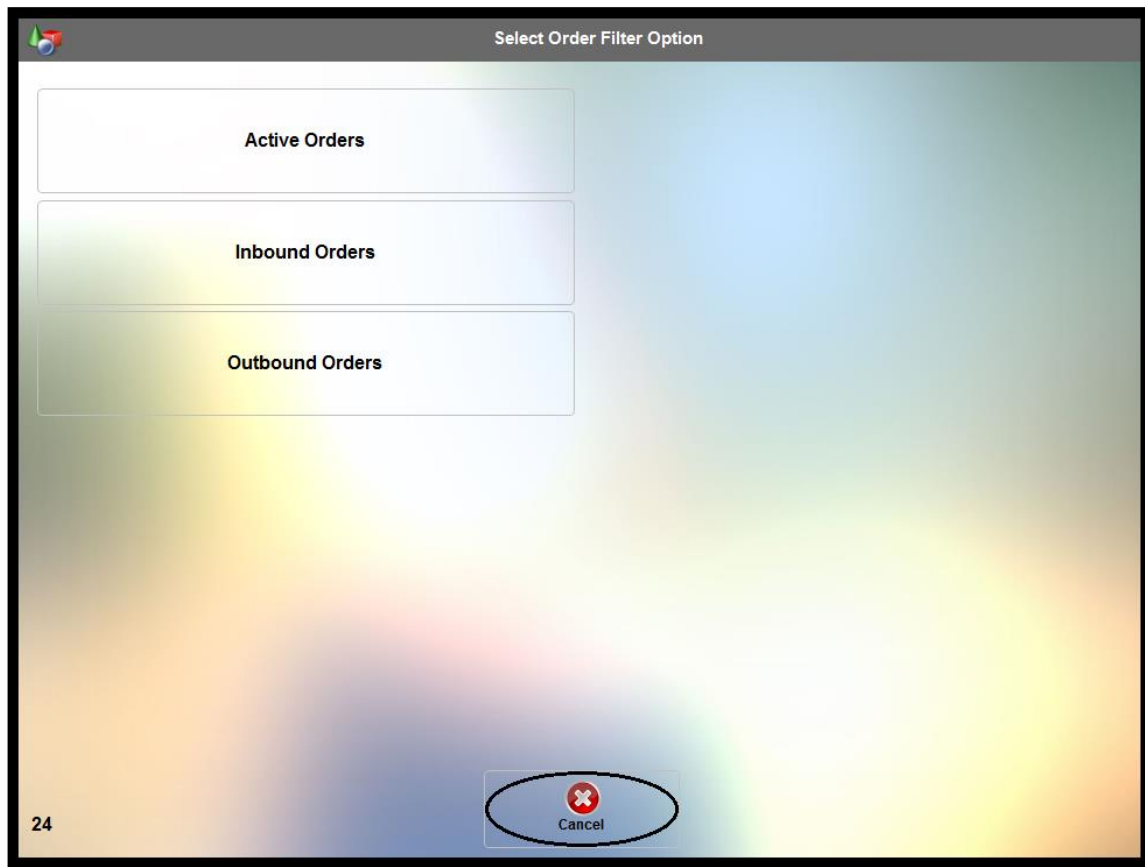 Select Order Filter Option
Active Orders
Inbound Orders
Outbound Orders
Cancel
24